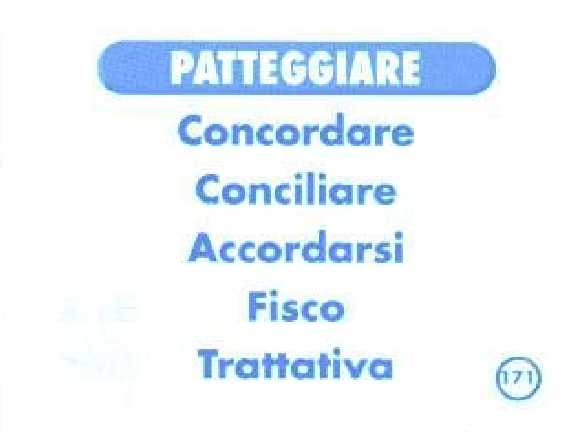 PATTEGGIARE
Concordare
Conciliare
Accordarsi
Fisco
Trattativa
171